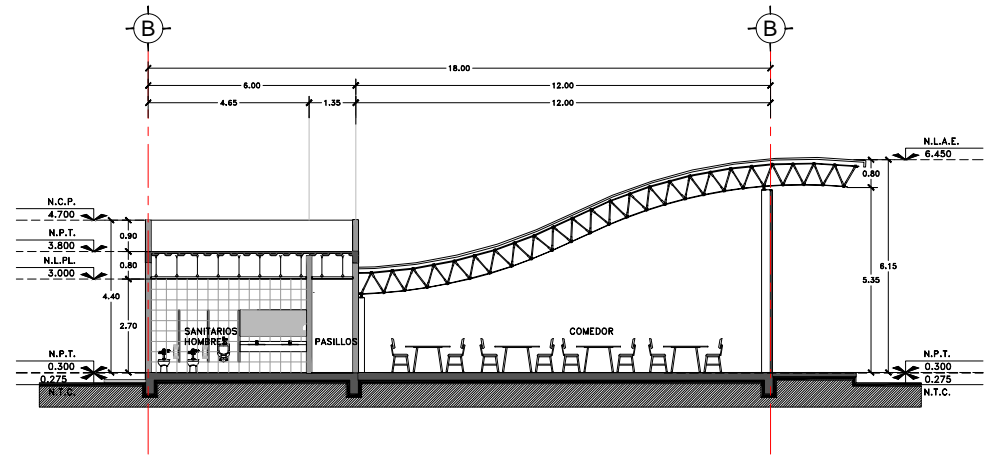 B
B
18.00
6.00
12.00
4.65
1.35
12.00
N.L.A.E.
6.450
0.80
N.C.P.
4.700
N.P.T.
3.800
0.90
N.L.PL.
3.000
0.80
6.15
5.35
4.40
2.70
SANITARIOS
HOMBRES
PASILLOS
COMEDOR
N.P.T.
0.300
0.275
N.T.C.
N.P.T.
0.300
0.275
N.T.C.